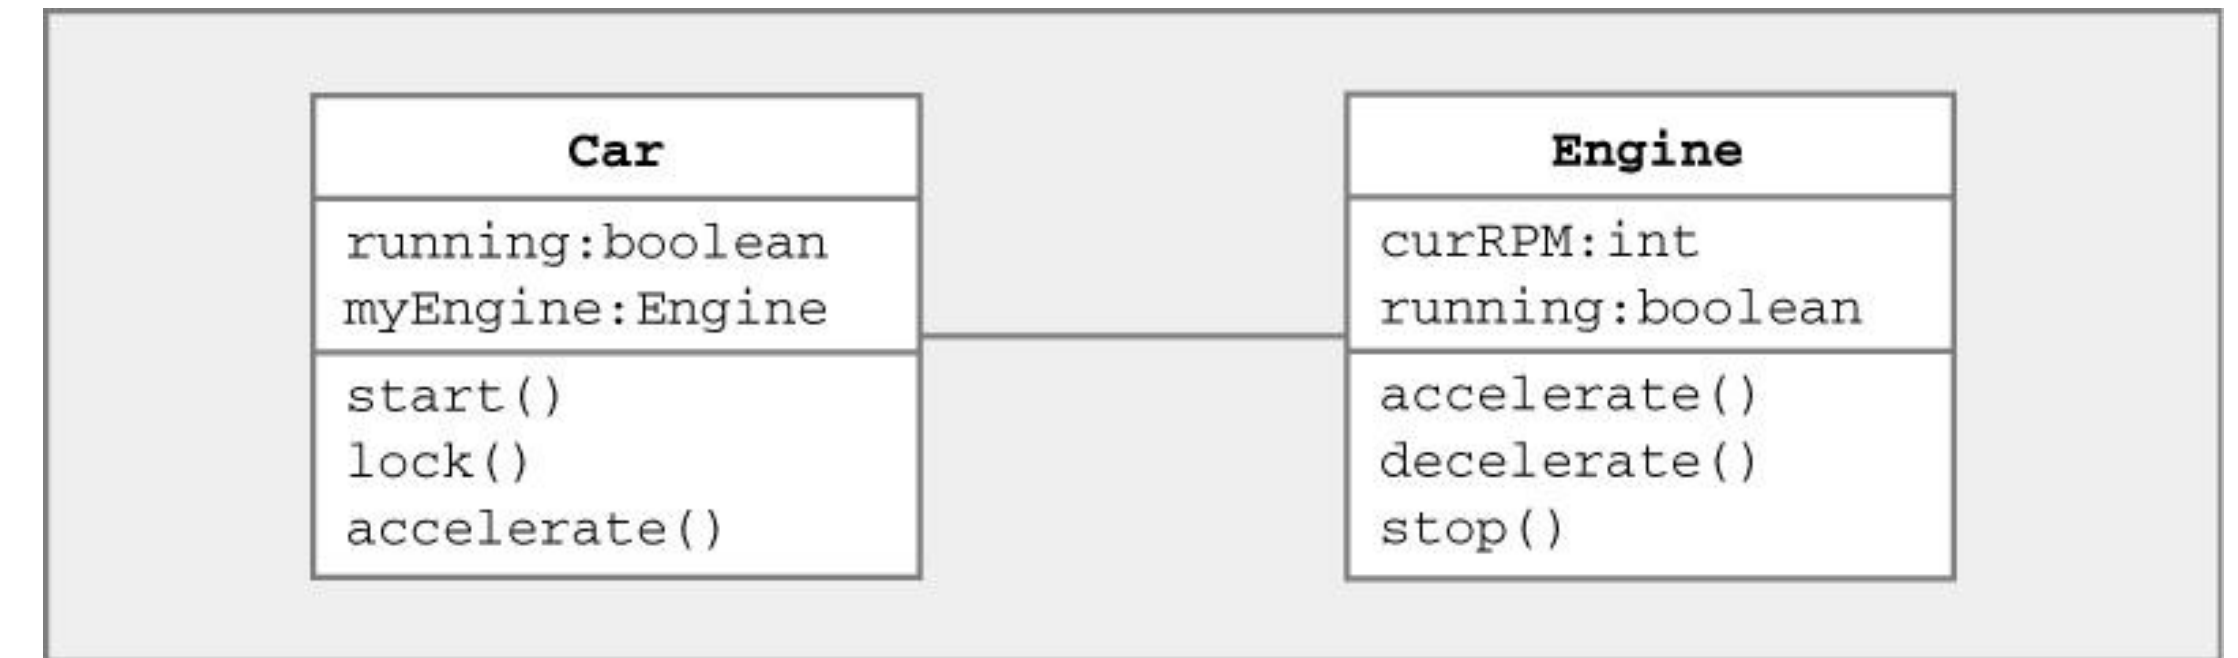 Car
running:boolean
myEngine:Engine
start()
lock()
accelerate()
Engine
curRPM:int
running:boolean
accelerate()
decelerate()
stop()